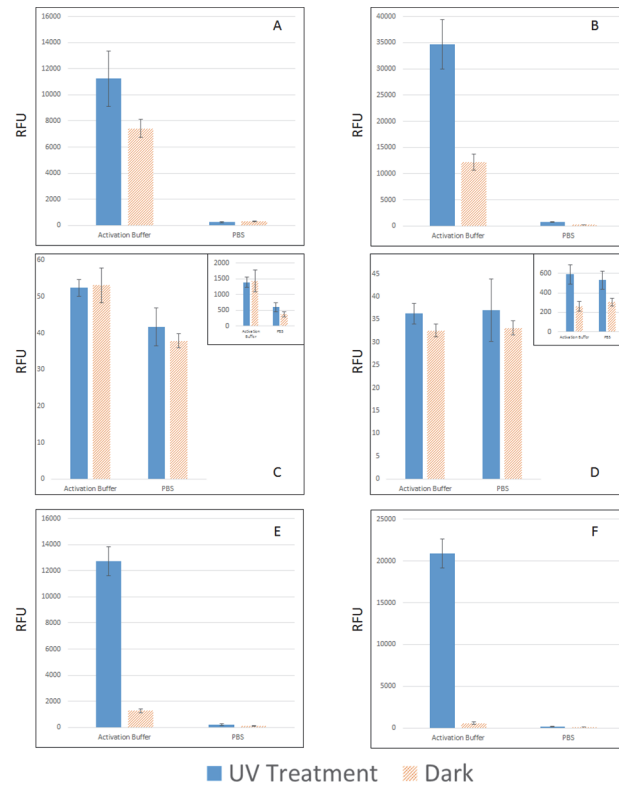 A
16000
14000
12000
10000
8000
6000
4000
2000
0
RFU
Activation Buffer PBS
B
40000
35000
30000
25000
20000
15000
10000
5000
0
RFU
Activation Buffer PBS
60
50
40
30
20
10
0
RFU
2000
1500
1000
500
0
Activation
Buffer
PBS
Activation Buffer PBS
C
45
40
35
30
25
20
15
10
5
0
RFU
600
400
200
0
Activation Buffer PBS
Activation Buffer PBS
D
E
16000
14000
12000
10000
8000
6000
4000
2000
0
RFU
Activation Buffer PBS
F
25000
20000
15000
10000
5000
0
RFU
Activation Buffer PBS
UV Treatment Dark